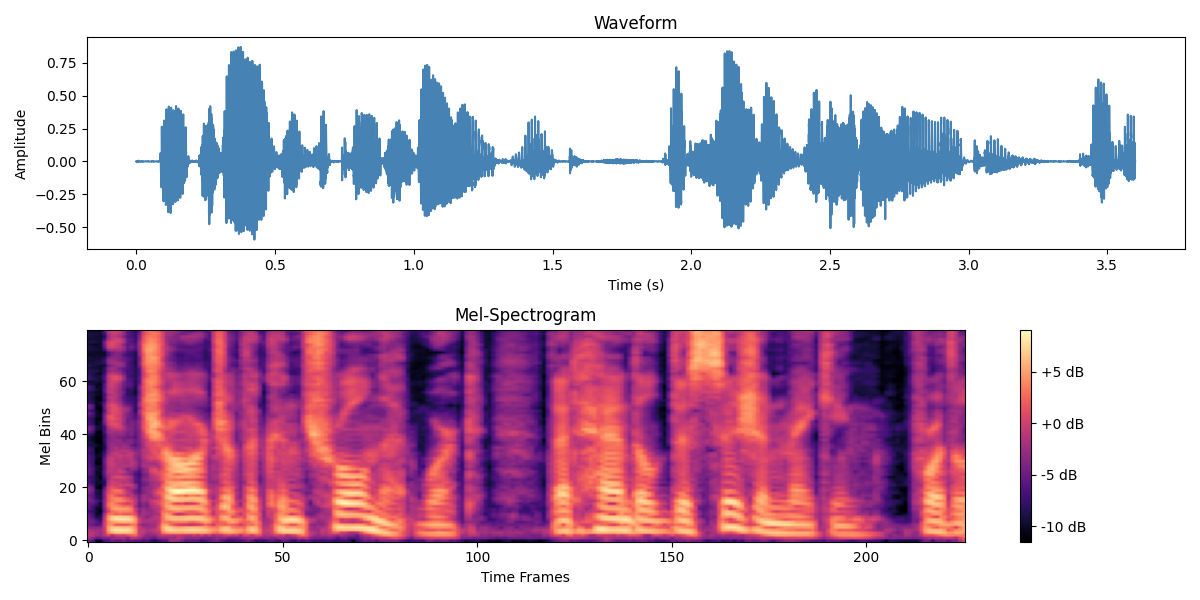 Waveform
Amplitude
0.75
0.50
0.25
0.00
−0.25
−0.50
0.0 0.5 1.0 1.5 2.0 2.5 3.0 3.5
Time (s)
Mel-Spectrogram
Mel Bins
60
40
20
0
0 50 100 150 200
Time Frames
+5 dB
+0 dB
-5 dB
-10 dB